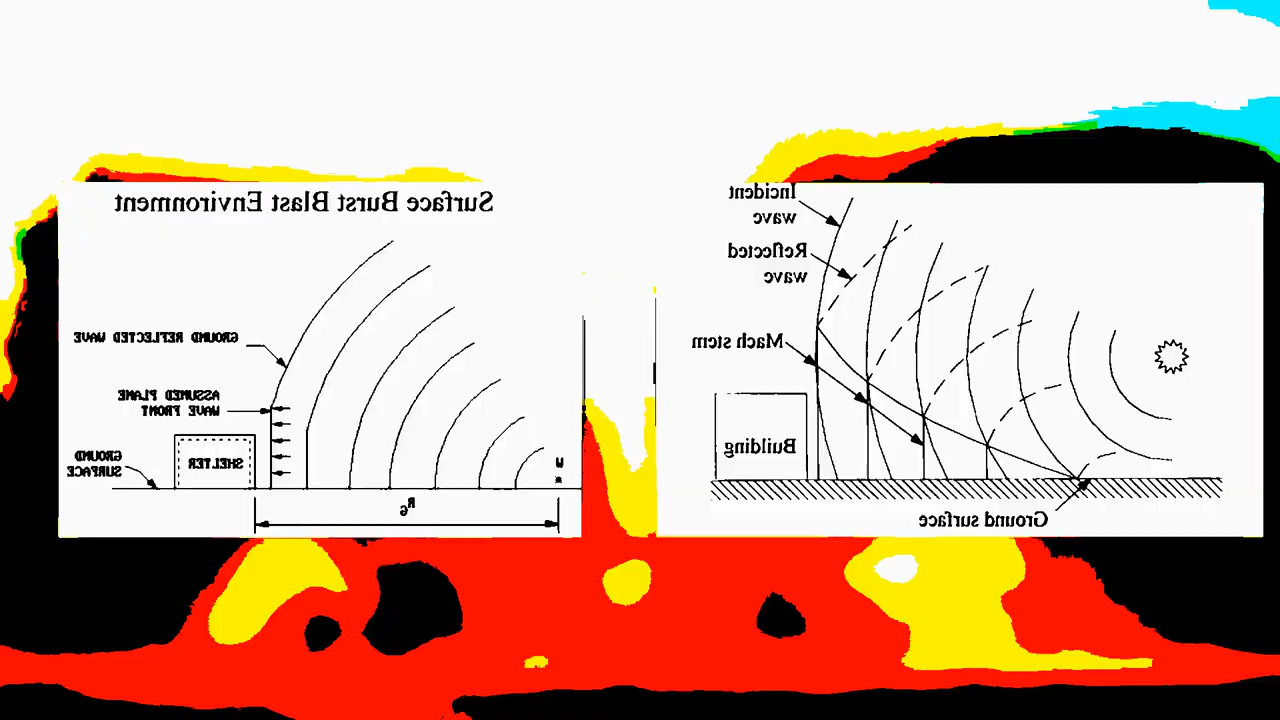 Surface Burst Blast Environment
GROUND REFLECTED WAVE
ASSUMED PLANE
WAVE FRONT
GROUND
SURFACE
SHELTER
W
RG
Incident
wave
Reflected
wave
Mach stem
Building
Ground surface